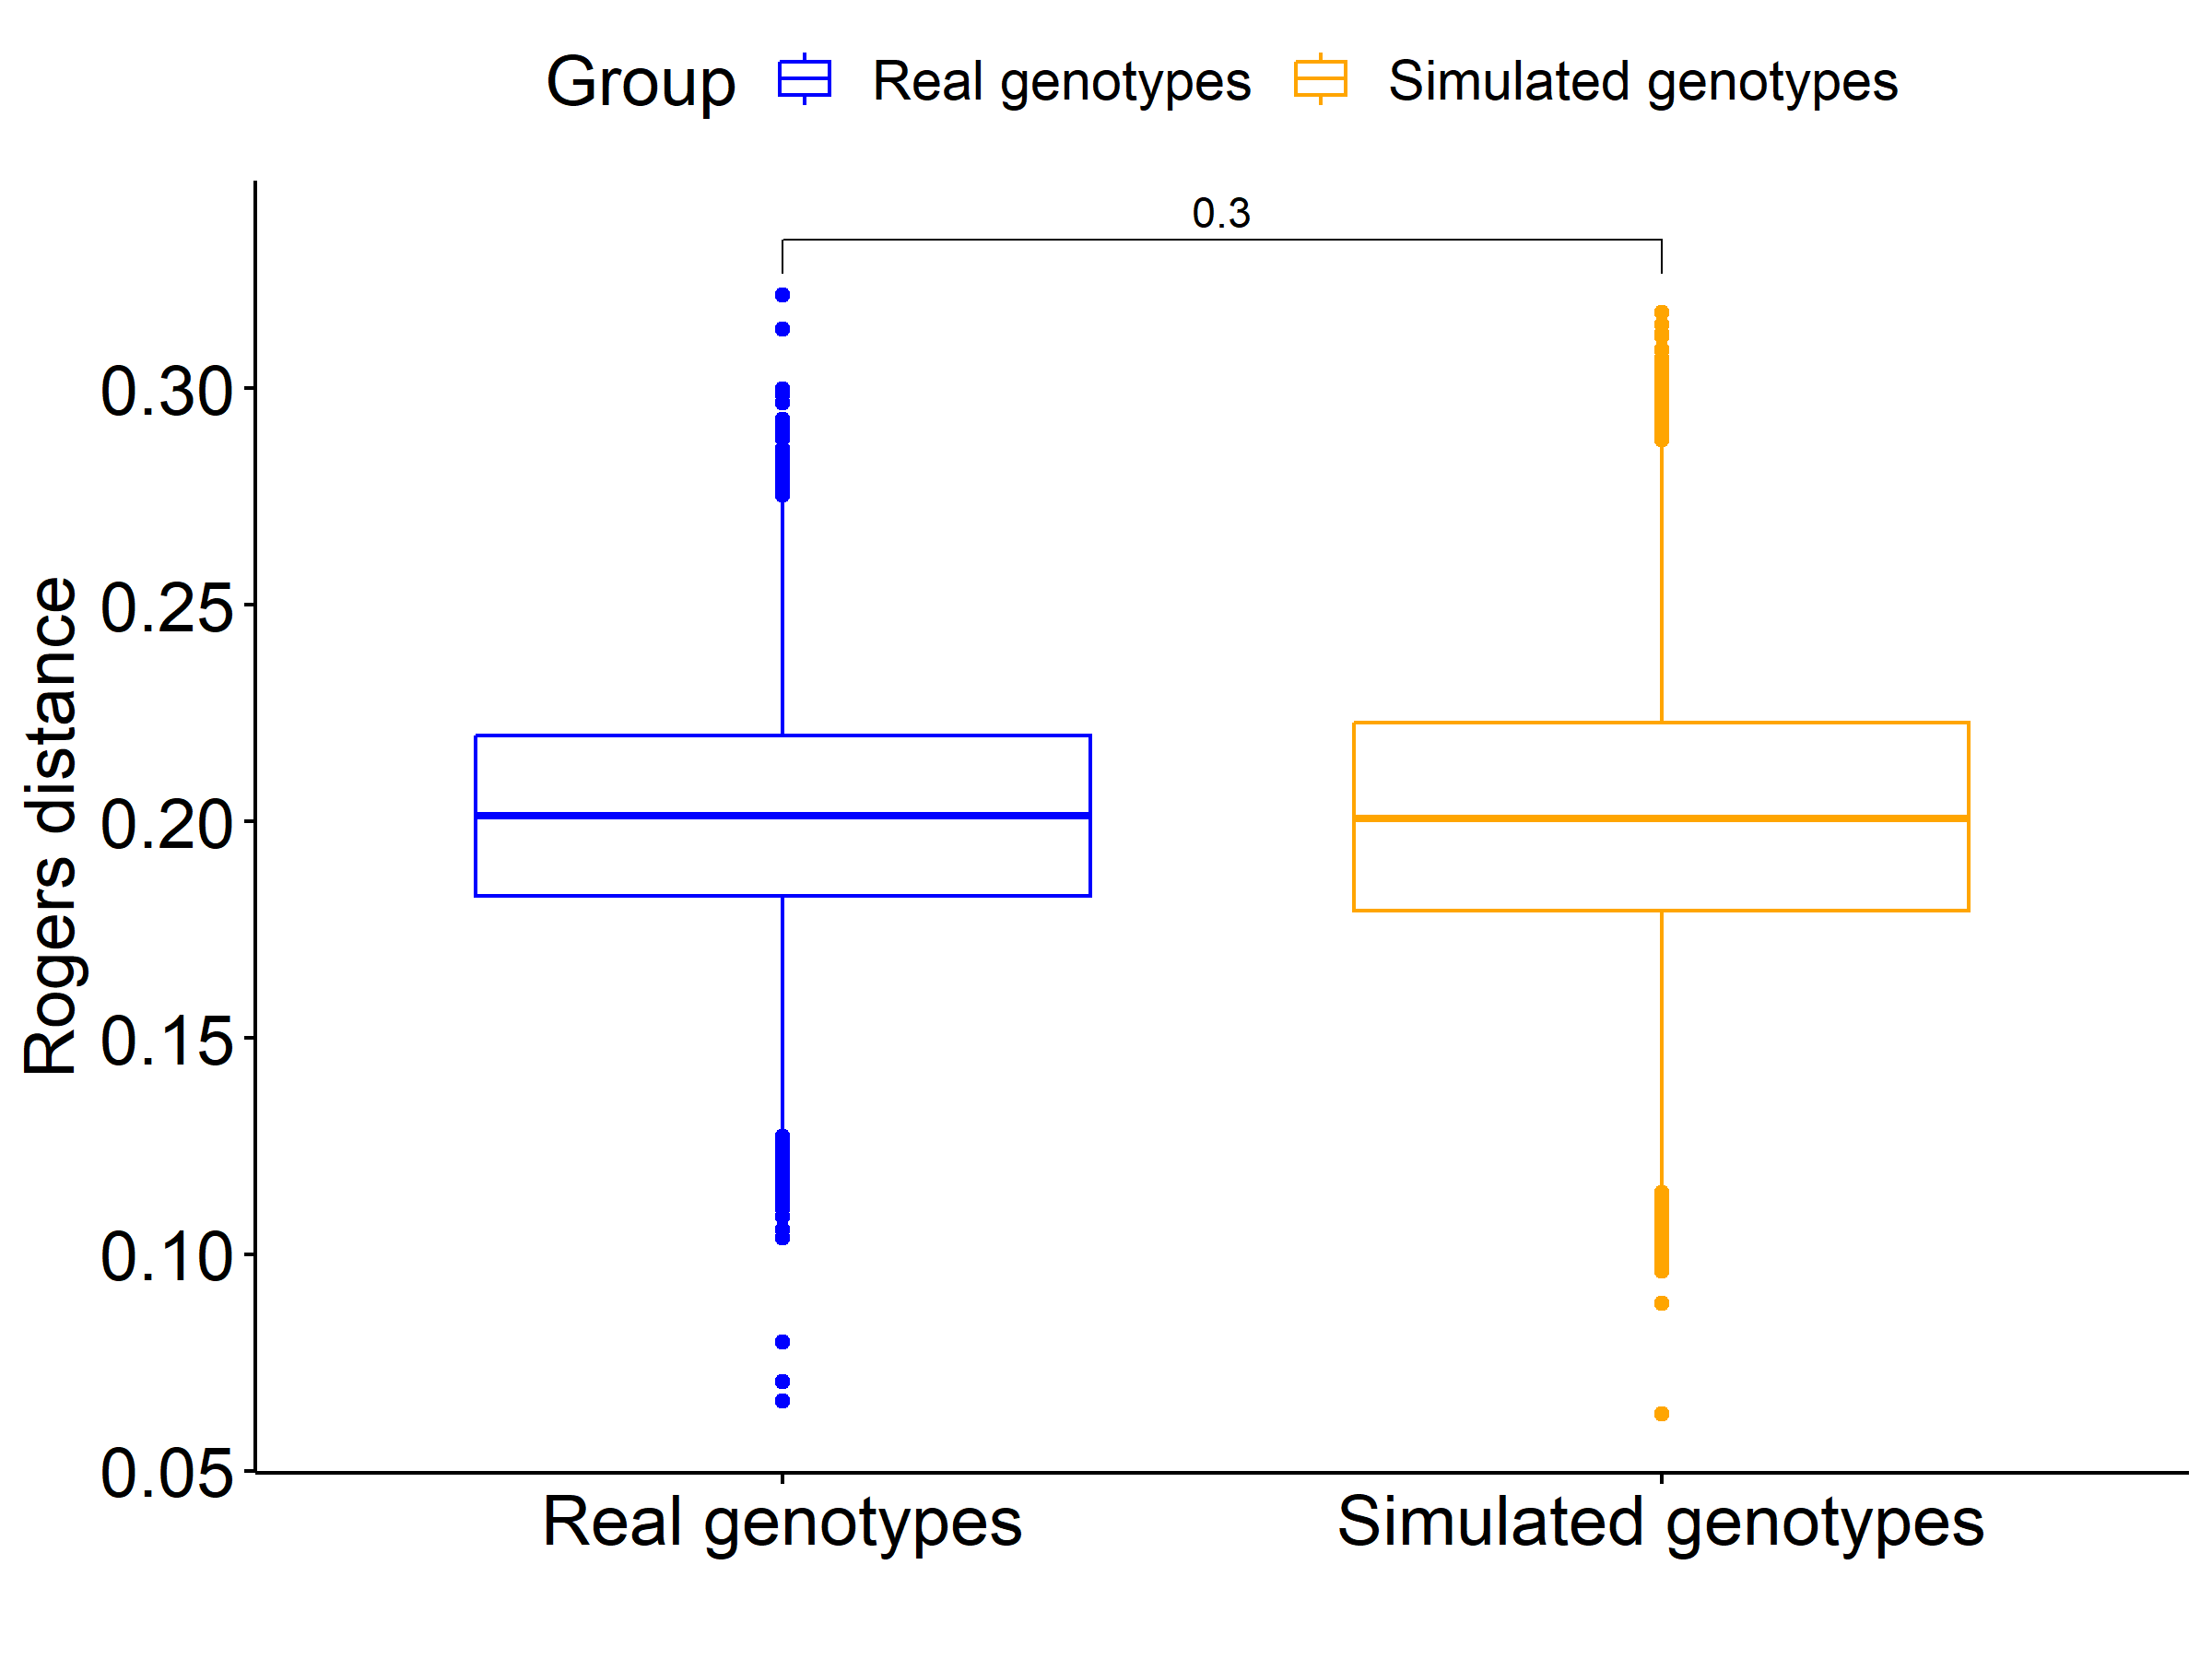 Group Real genotypes Simulated genotypes
0.3
0.30
0.25
0.20
0.15
0.10
0.05
Rogers distance
Real genotypes Simulated genotypes